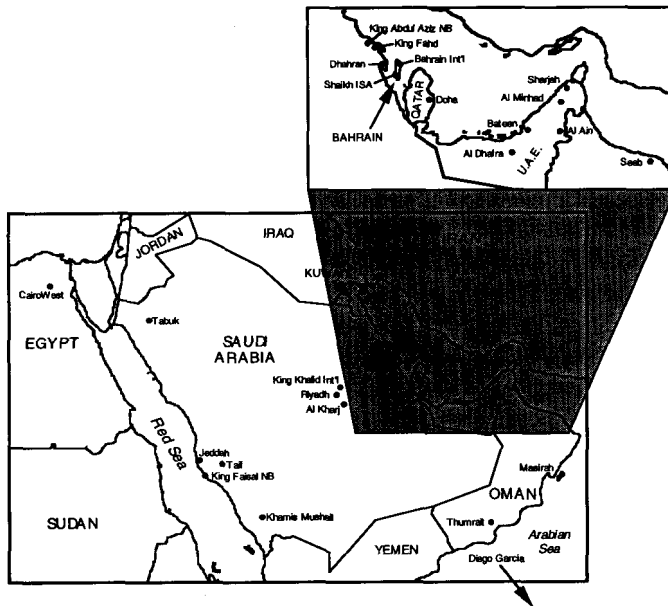 King Abdul Aziz NB
King Fahd
Dhahran
Bahrain Int'l
Shaikh ISA
QATAR
Doha
BAHRAIN
Sharjah
Al Minhad
Bateen
Al Ain
Al Dhafra
U.A.E.
Seeb
JORDAN
IRAQ
Cairo West
Tabuk
EGYPT
SAUDI
ARABIA
King Khalid Int'l
Riyadh
Al Kharj
Red Sea
Jeddah
Taif
King Faisal NB
Masirah
OMAN
SUDAN
Khamis Mushait
Thumrait
YEMEN
Arabian
Sea
Diego Garcia